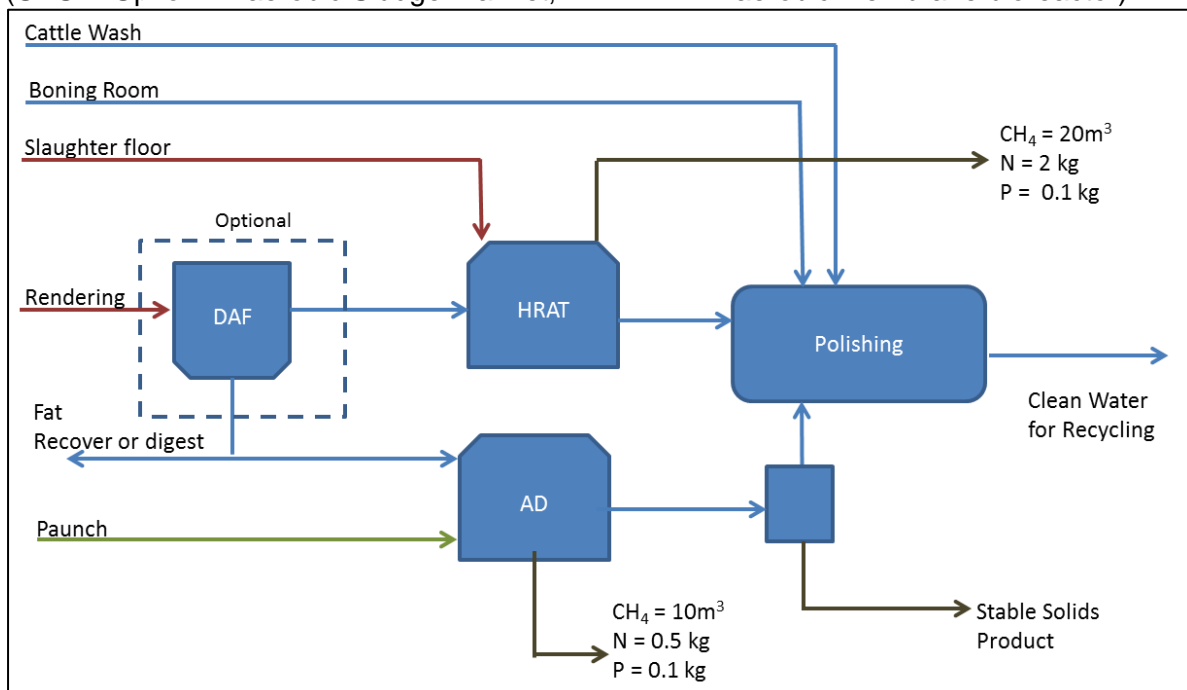 Cattle Wash
Boning Room
Slaughter floor
CH₄ = 20m³
N = 2 kg
P = 0.1 kg
Optional
Rendering
DAF
HRAT
Polishing
Clean Water
for Recycling
Fat
Recover or digest
AD
Paunch
CH₄ = 10m³
N = 0.5 kg
P = 0.1 kg
Stable Solids
Product